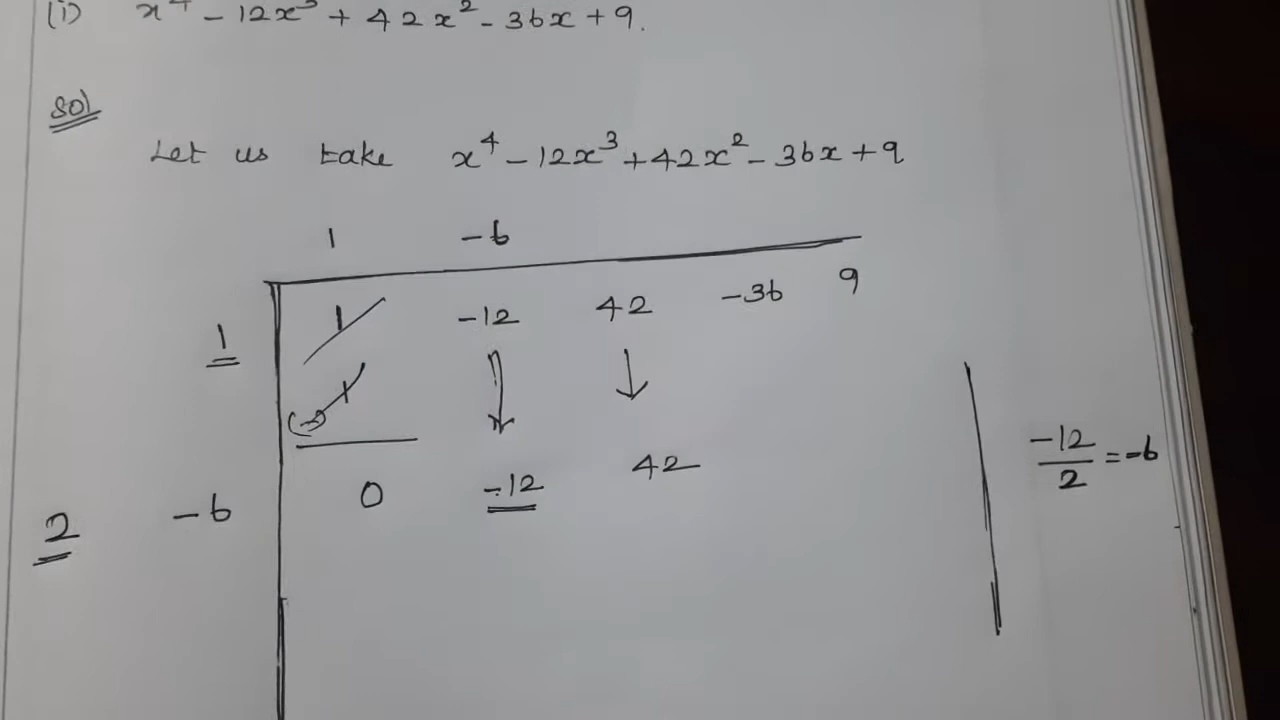 (i) x⁴ - 12x³ + 42x² - 36x + 9.
Sol
Let us take x⁴ - 12x³ + 42x² - 36x + 9
1 -6
1 1 -12 42 -36 9
(-) 1
2 -6 0 -12 42
-12/2 = -6